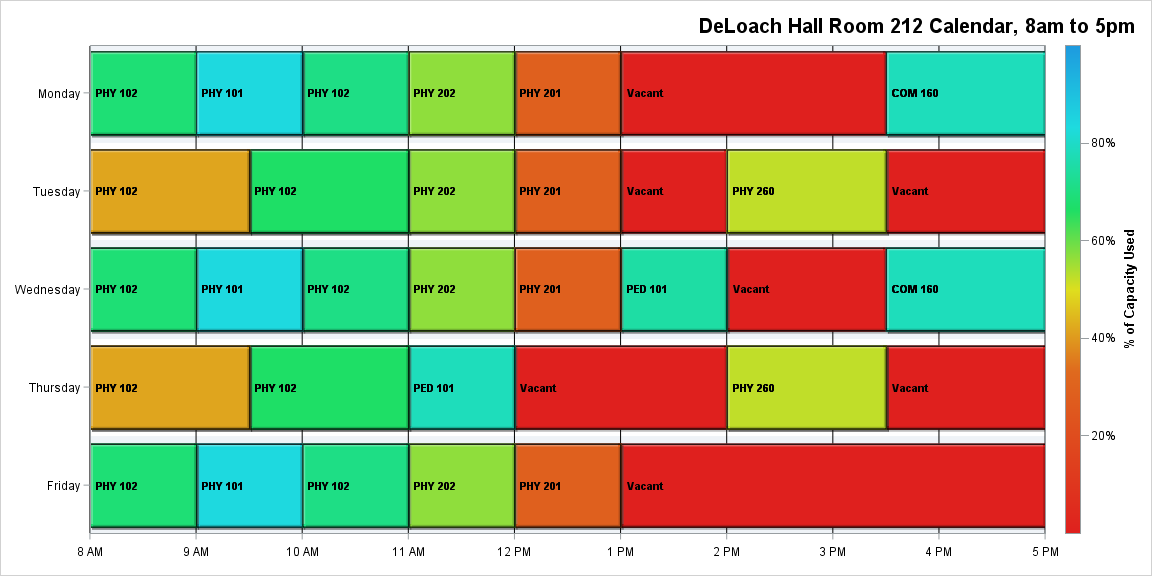 DeLoach Hall Room 212 Calendar, 8am to 5pm
Monday
PHY 102
PHY 101
PHY 102
PHY 202
PHY 201
Vacant
COM 160
Tuesday
PHY 102
PHY 102
PHY 202
PHY 201
Vacant
PHY 260
Vacant
Wednesday
PHY 102
PHY 101
PHY 102
PHY 202
PHY 201
PED 101
Vacant
COM 160
Thursday
PHY 102
PHY 102
PED 101
Vacant
PHY 260
Vacant
Friday
PHY 102
PHY 101
PHY 102
PHY 202
PHY 201
Vacant
8 AM
9 AM
10 AM
11 AM
12 PM
1 PM
2 PM
3 PM
4 PM
5 PM
80%
60%
40%
20%
% of Capacity Used